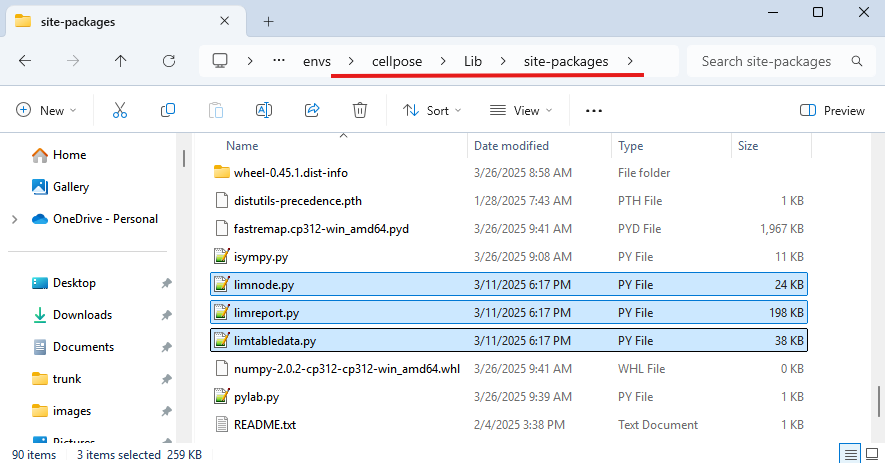 site-packages
envs > cellpose > Lib > site-packages >
Search site-packages
New
Sort
View
Preview
Home
Gallery
OneDrive - Personal
Desktop
Downloads
Documents
trunk
images
Pictures
Name Date modified Type Size
wheel-0.45.1.dist-info 3/26/2025 8:58 AM File folder
distutils-precedence.pth 1/28/2025 7:43 AM PTH File 1 KB
fastremap.cp312-win_amd64.pyd 3/26/2025 9:41 AM PYD File 1,967 KB
isympy.py 3/26/2025 9:08 AM PY File 11 KB
limnode.py 3/11/2025 6:17 PM PY File 24 KB
limreport.py 3/11/2025 6:17 PM PY File 198 KB
limtabledata.py 3/11/2025 6:17 PM PY File 38 KB
numpy-2.0.2-cp312-cp312-win_amd64.whl 3/26/2025 9:41 AM WHL File 0 KB
pylab.py 3/26/2025 9:39 AM PY File 1 KB
README.txt 2/4/2025 3:38 PM Text Document 1 KB
90 items 3 items selected 259 KB